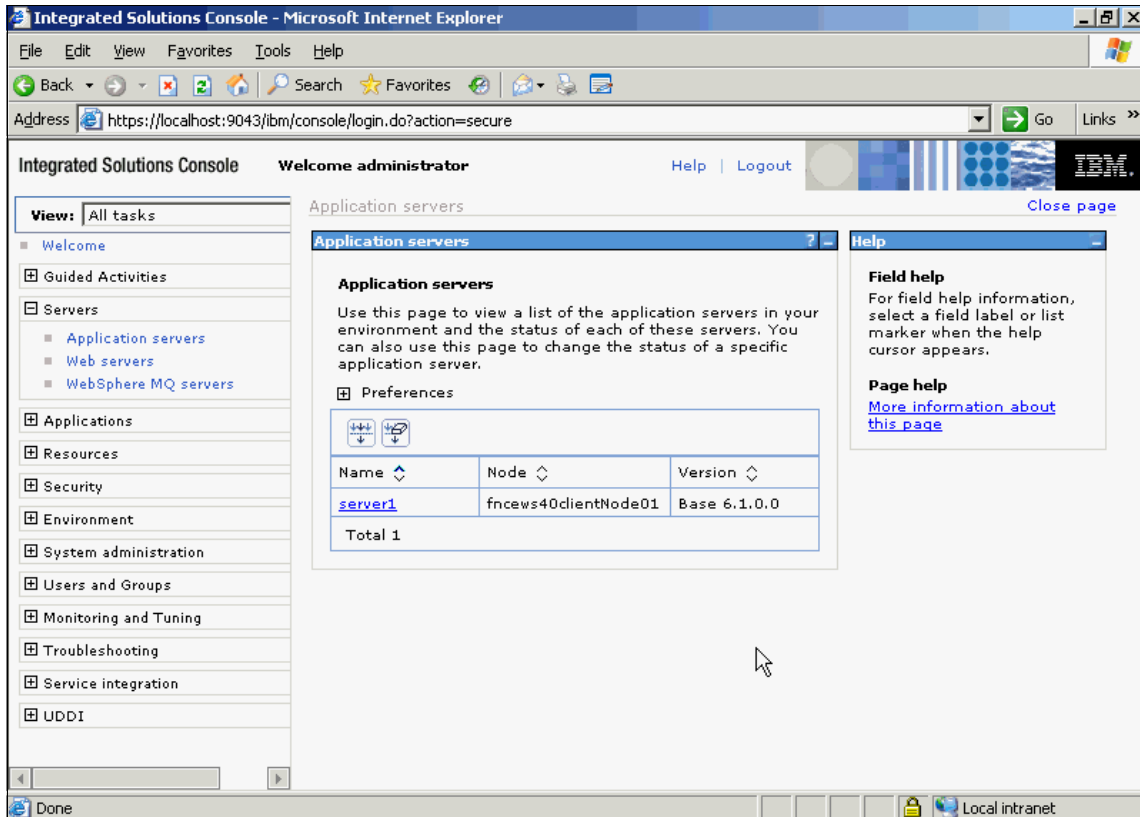 Integrated Solutions Console - Microsoft Internet Explorer
File Edit View Favorites Tools Help
Back Search Favorites
Address https://localhost:9043/ibm/console/login.do?action=secure Go Links »
Integrated Solutions Console Welcome administrator Help | Logout IBM.
View: All tasks
Welcome
Guided Activities
Servers
Application servers
Web servers
WebSphere MQ servers
Applications
Resources
Security
Environment
System administration
Users and Groups
Monitoring and Tuning
Troubleshooting
Service integration
UDDI
Application servers Close page
Application servers ? -
Application servers
Use this page to view a list of the application servers in your
environment and the status of each of these servers. You
can also use this page to change the status of a specific
application server.
Preferences
Name Node Version
server1 fncews40clientNode01 Base 6.1.0.0
Total 1
Help -
Field help
For field help information,
select a field label or list
marker when the help
cursor appears.
Page help
More information about
this page
Done Local intranet